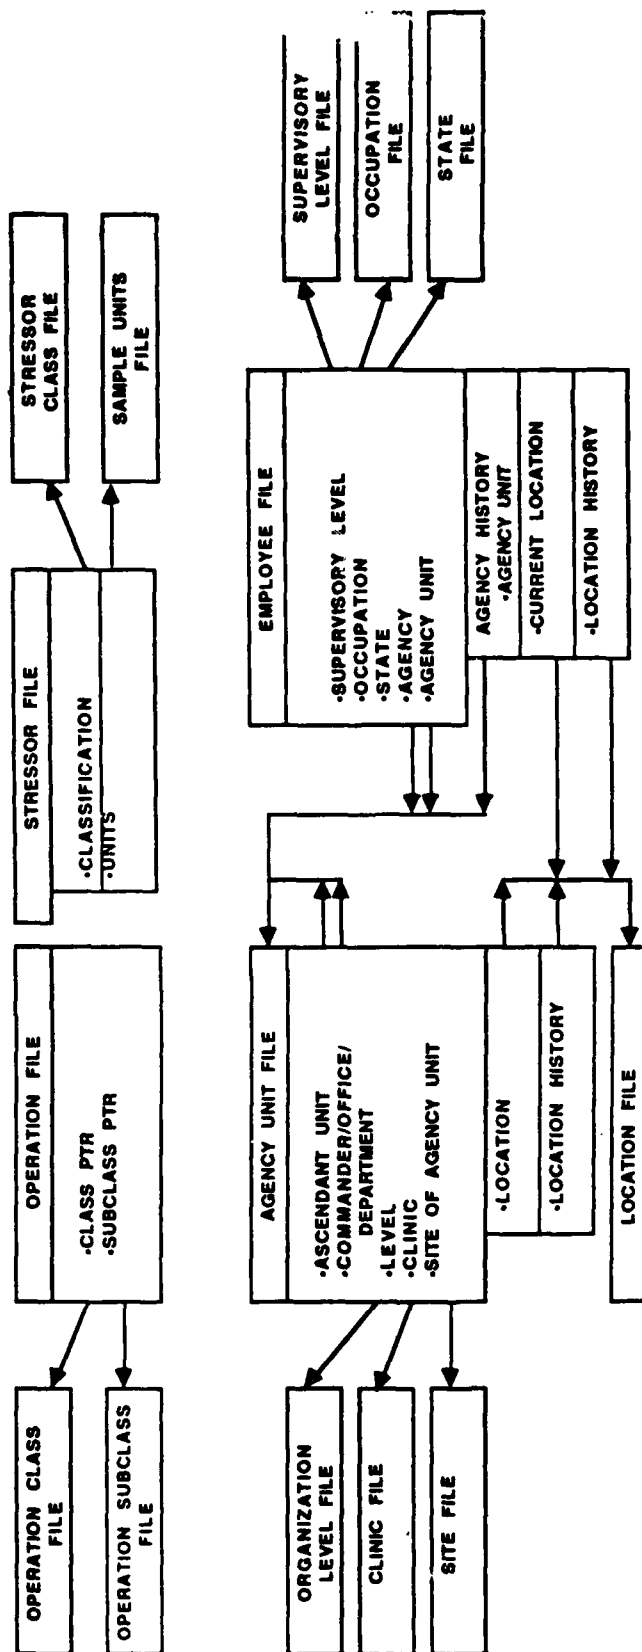 OPERATION CLASS
FILE
OPERATION SUBCLASS
FILE
OPERATION FILE
•CLASS PTR
•SUBCLASS PTR
STRESSOR FILE
•CLASSIFICATION
•UNITS
STRESSOR
CLASS FILE
SAMPLE UNITS
FILE
ORGANIZATION
LEVEL FILE
CLINIC FILE
SITE FILE
AGENCY UNIT FILE
•ASCENDANT UNIT
•COMMANDER/OFFICE/
DEPARTMENT
•LEVEL
•CLINIC
•SITE OF AGENCY UNIT
•LOCATION
•LOCATION HISTORY
LOCATION FILE
EMPLOYEE FILE
•SUPERVISORY LEVEL
•OCCUPATION
•STATE
•AGENCY
•AGENCY UNIT
AGENCY HISTORY
•AGENCY UNIT
•CURRENT LOCATION
•LOCATION HISTORY
SUPERVISORY
LEVEL FILE
OCCUPATION
FILE
STATE
FILE